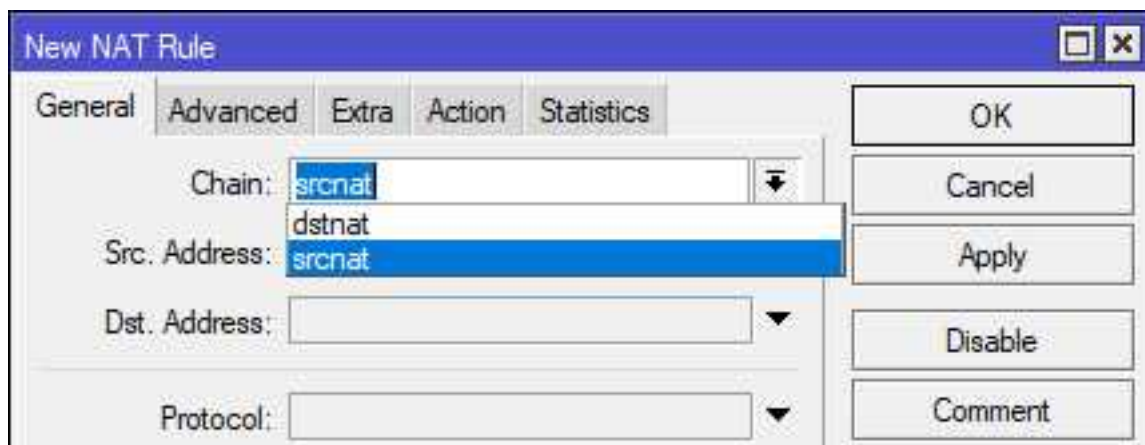 New NAT Rule
General Advanced Extra Action Statistics
OK
Chain: srcnat
Cancel
dstnat
Src. Address: srcnat
Apply
Dst. Address:
Disable
Protocol:
Comment